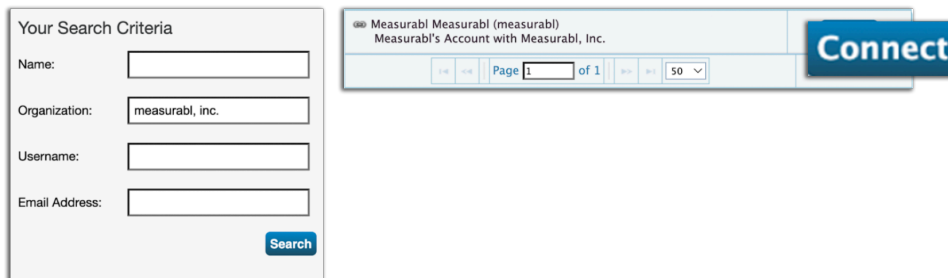 Your Search Criteria
Name:
Organization: measurabl, inc.
Username:
Email Address:
Search
Measurabl Measurabl (measurabl)
Measurabl's Account with Measurabl, Inc.
Page 1 of 1 50
Connect